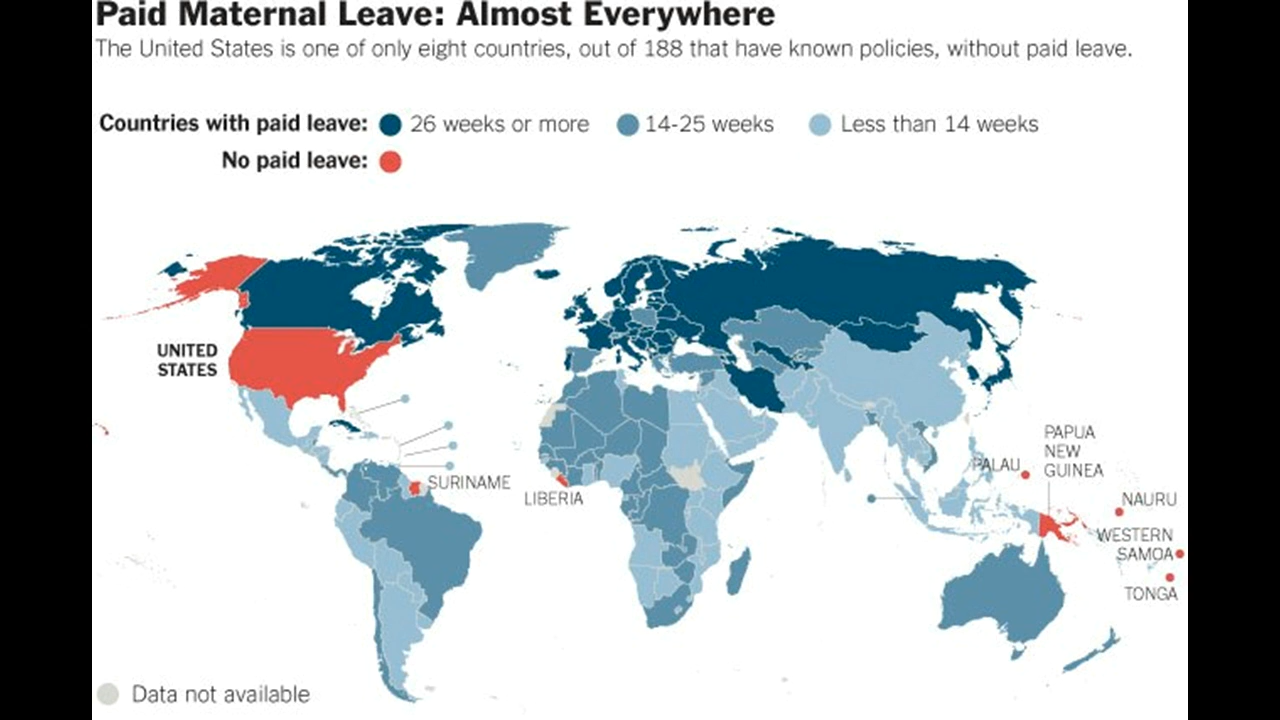 Paid Maternal Leave: Almost Everywhere
The United States is one of only eight countries, out of 188 that have known policies, without paid leave.
Countries with paid leave: 26 weeks or more 14-25 weeks Less than 14 weeks
No paid leave:
UNITED
STATES
SURINAME
LIBERIA
PALAU
PAPUA
NEW
GUINEA
NAURU
WESTERN
SAMOA
TONGA
Data not available